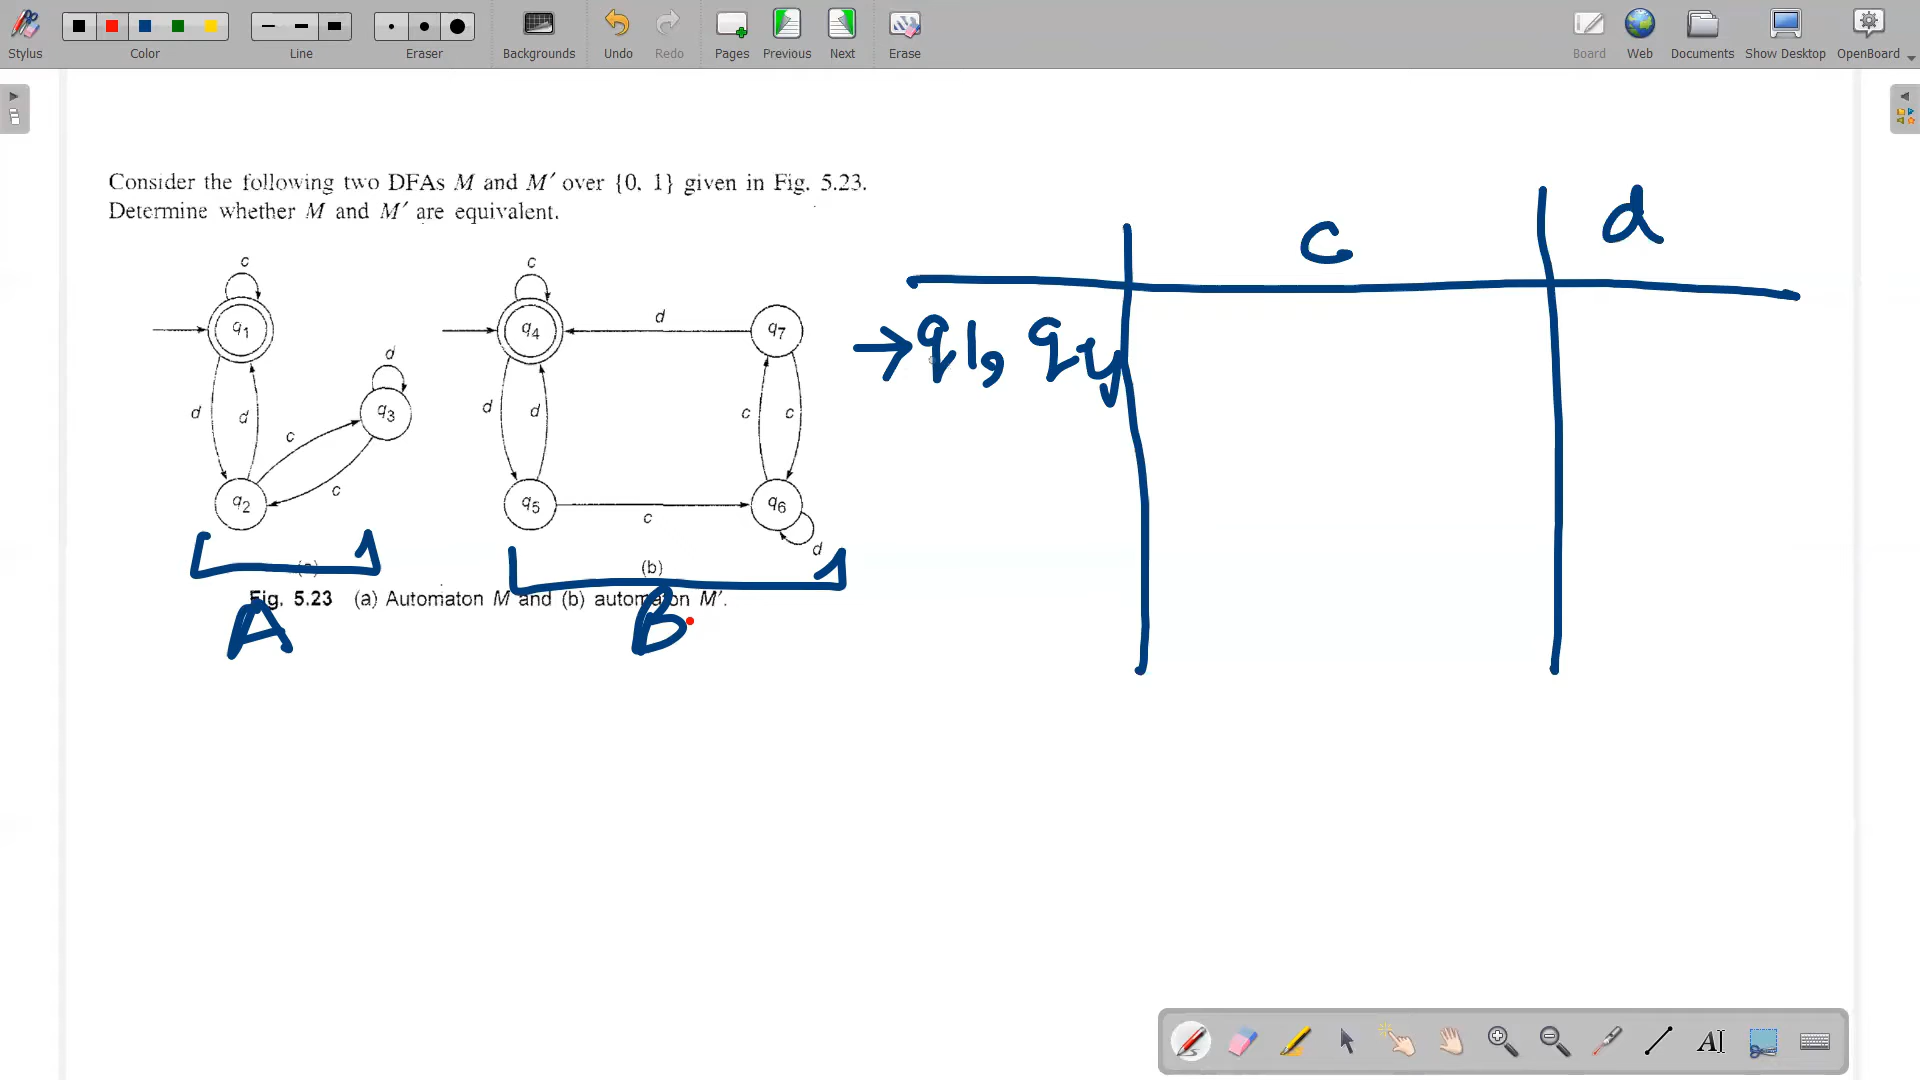 Stylus
Color
Line
Eraser
Backgrounds
Undo
Redo
Pages
Previous
Next
Erase
Board
Web
Documents
Show Desktop
OpenBoard
Consider the following two DFAs M and M′ over {0, 1} given in Fig. 5.23.
Determine whether M and M′ are equivalent.
c
q1
d
d
q2
c
c
q3
d
c
q4
d
d
d
q5
c
q7
c
c
q6
d
(a)
(b)
Fig. 5.23 (a) Automaton M and (b) automaton M′.
A
B
c
d
→q1, q4